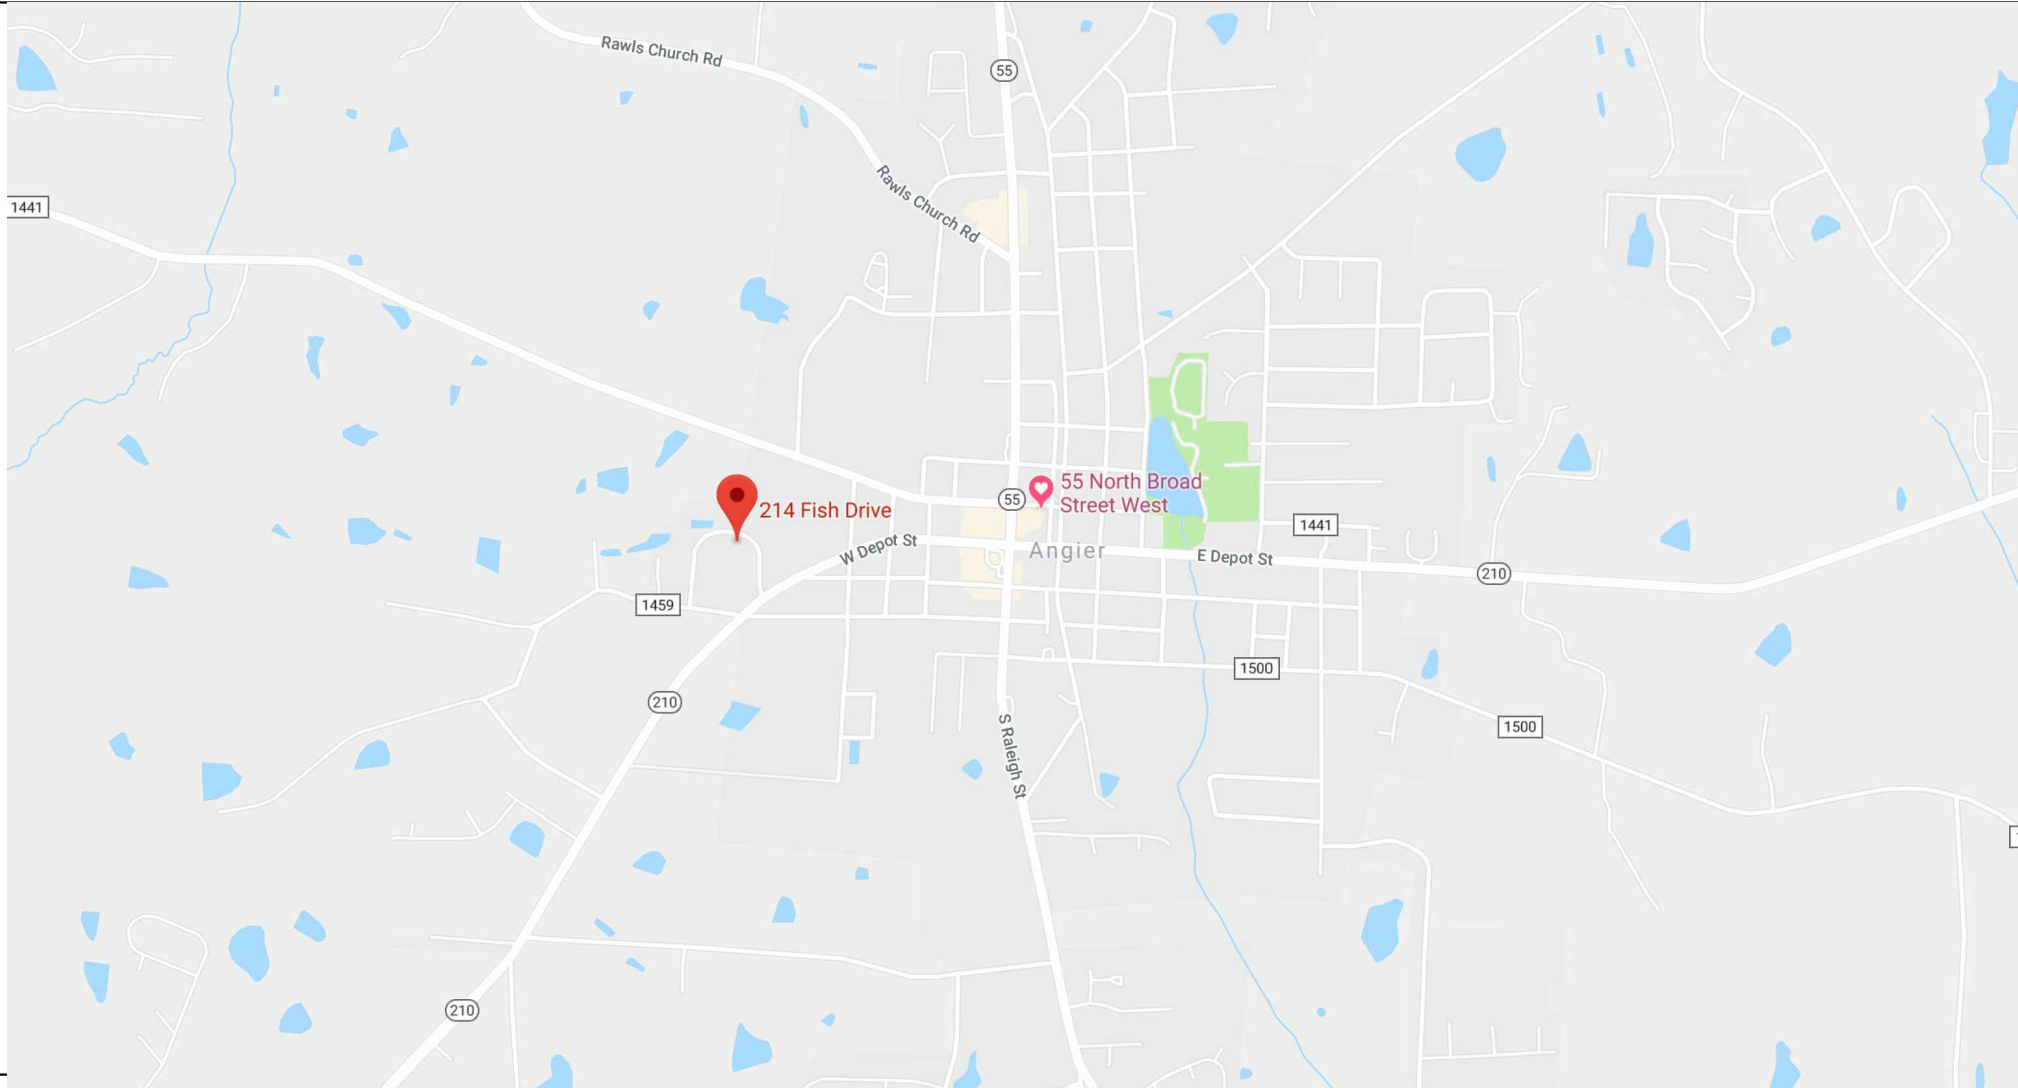 Rawls Church Rd
55
Rawls Church Rd
1441
55 North Broad
Street West
55
214 Fish Drive
1441
W Depot St
Angier
E Depot St
210
1459
1500
210
1500
S Raleigh St
210